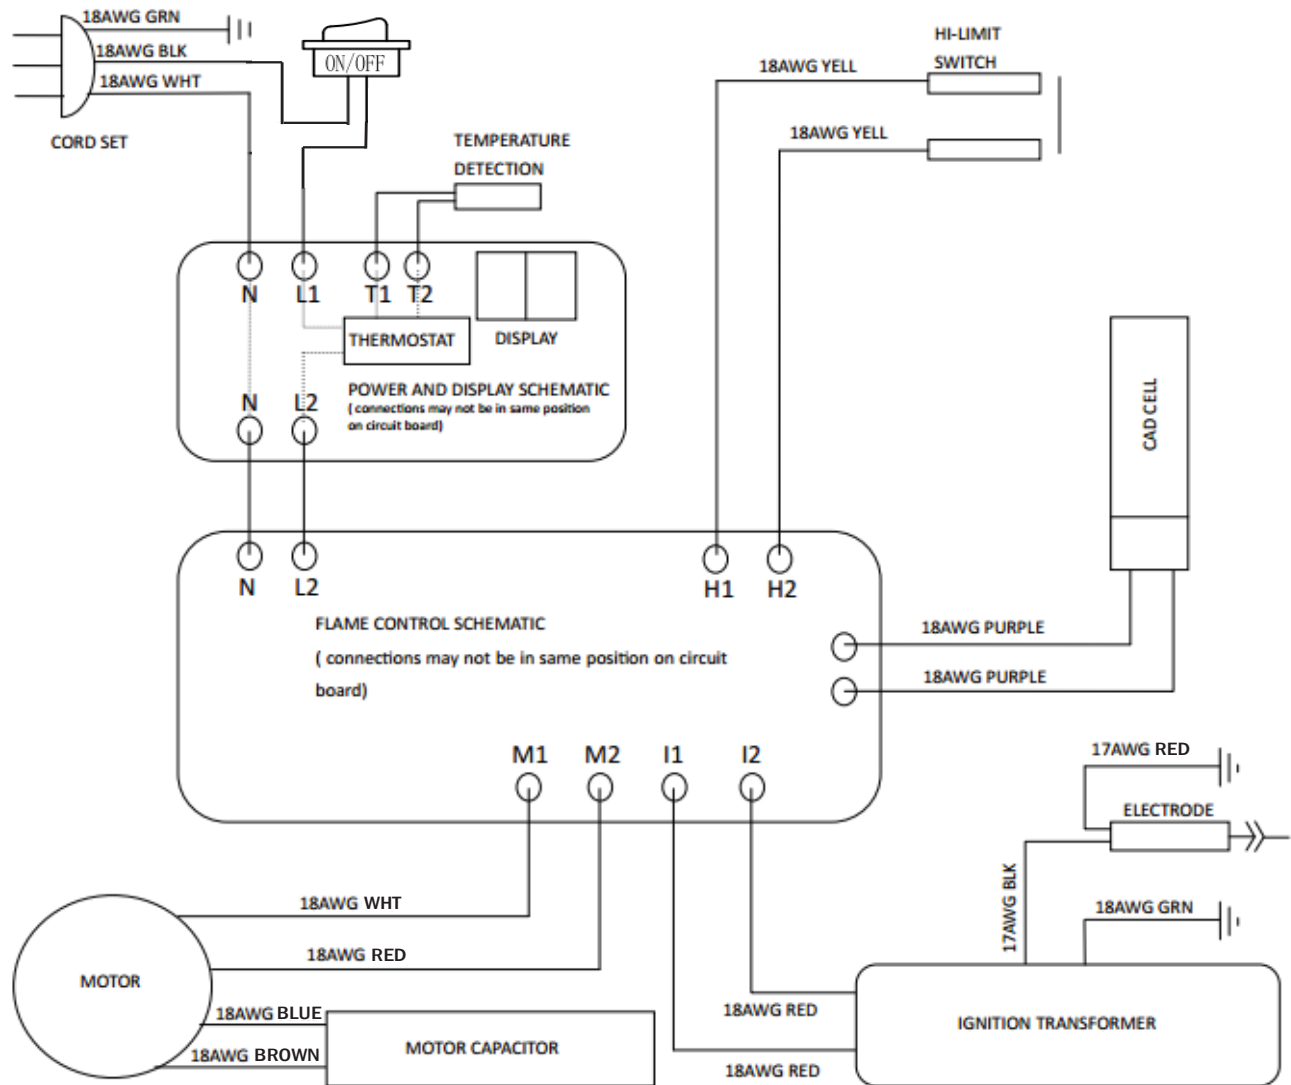 18AWG GRN
18AWG BLK
18AWG WHT
CORD SET
ON/OFF
TEMPERATURE
DETECTION
18AWG YELL
HI-LIMIT
SWITCH
18AWG YELL
N
L1
T1
T2
THERMOSTAT
DISPLAY
POWER AND DISPLAY SCHEMATIC
( connections may not be in same position
on circuit board)
N
L2
CAD CELL
N
L2
H1
H2
FLAME CONTROL SCHEMATIC
( connections may not be in same position on circuit
board)
18AWG PURPLE
18AWG PURPLE
M1
M2
I1
I2
17AWG RED
ELECTRODE
17AWG BLK
18AWG GRN
18AWG WHT
18AWG RED
MOTOR
18AWG BLUE
18AWG BROWN
MOTOR CAPACITOR
18AWG RED
18AWG RED
IGNITION TRANSFORMER